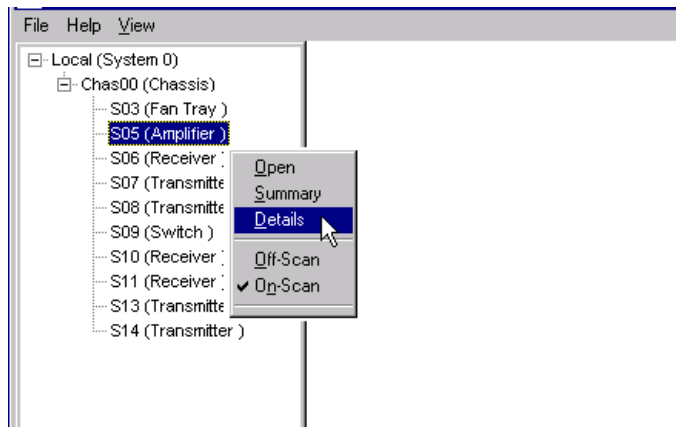 File Help View
Local (System 0)
Chas00 (Chassis)
S03 (Fan Tray )
S05 (Amplifier )
S06 (Receiver
S07 (Transmitte
S08 (Transmitte
S09 (Switch )
S10 (Receiver
S11 (Receiver
S13 (Transmitte
S14 (Transmitter )
Open
Summary
Details
Off-Scan
On-Scan